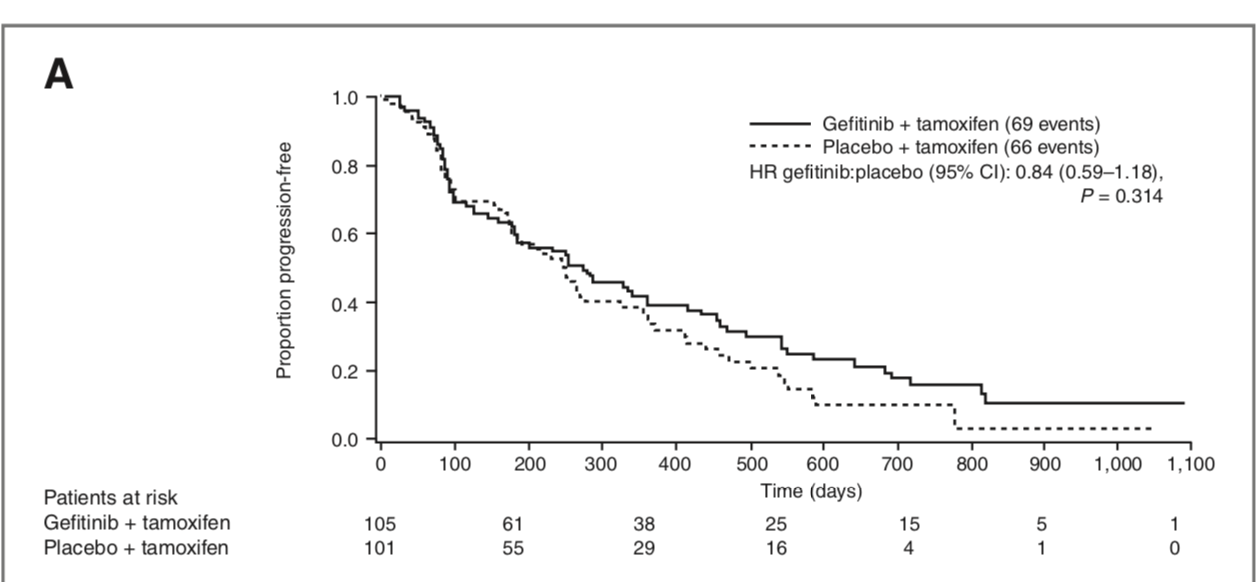 A
Proportion progression-free
1.0
0.8
0.6
0.4
0.2
0.0
Gefitinib + tamoxifen (69 events)
Placebo + tamoxifen (66 events)
HR gefitinib:placebo (95% CI): 0.84 (0.59–1.18),
P = 0.314
0 100 200 300 400 500 600 700 800 900 1,000 1,100
Time (days)
Patients at risk
Gefitinib + tamoxifen 105 61 38 25 15 5 1
Placebo + tamoxifen 101 55 29 16 4 1 0